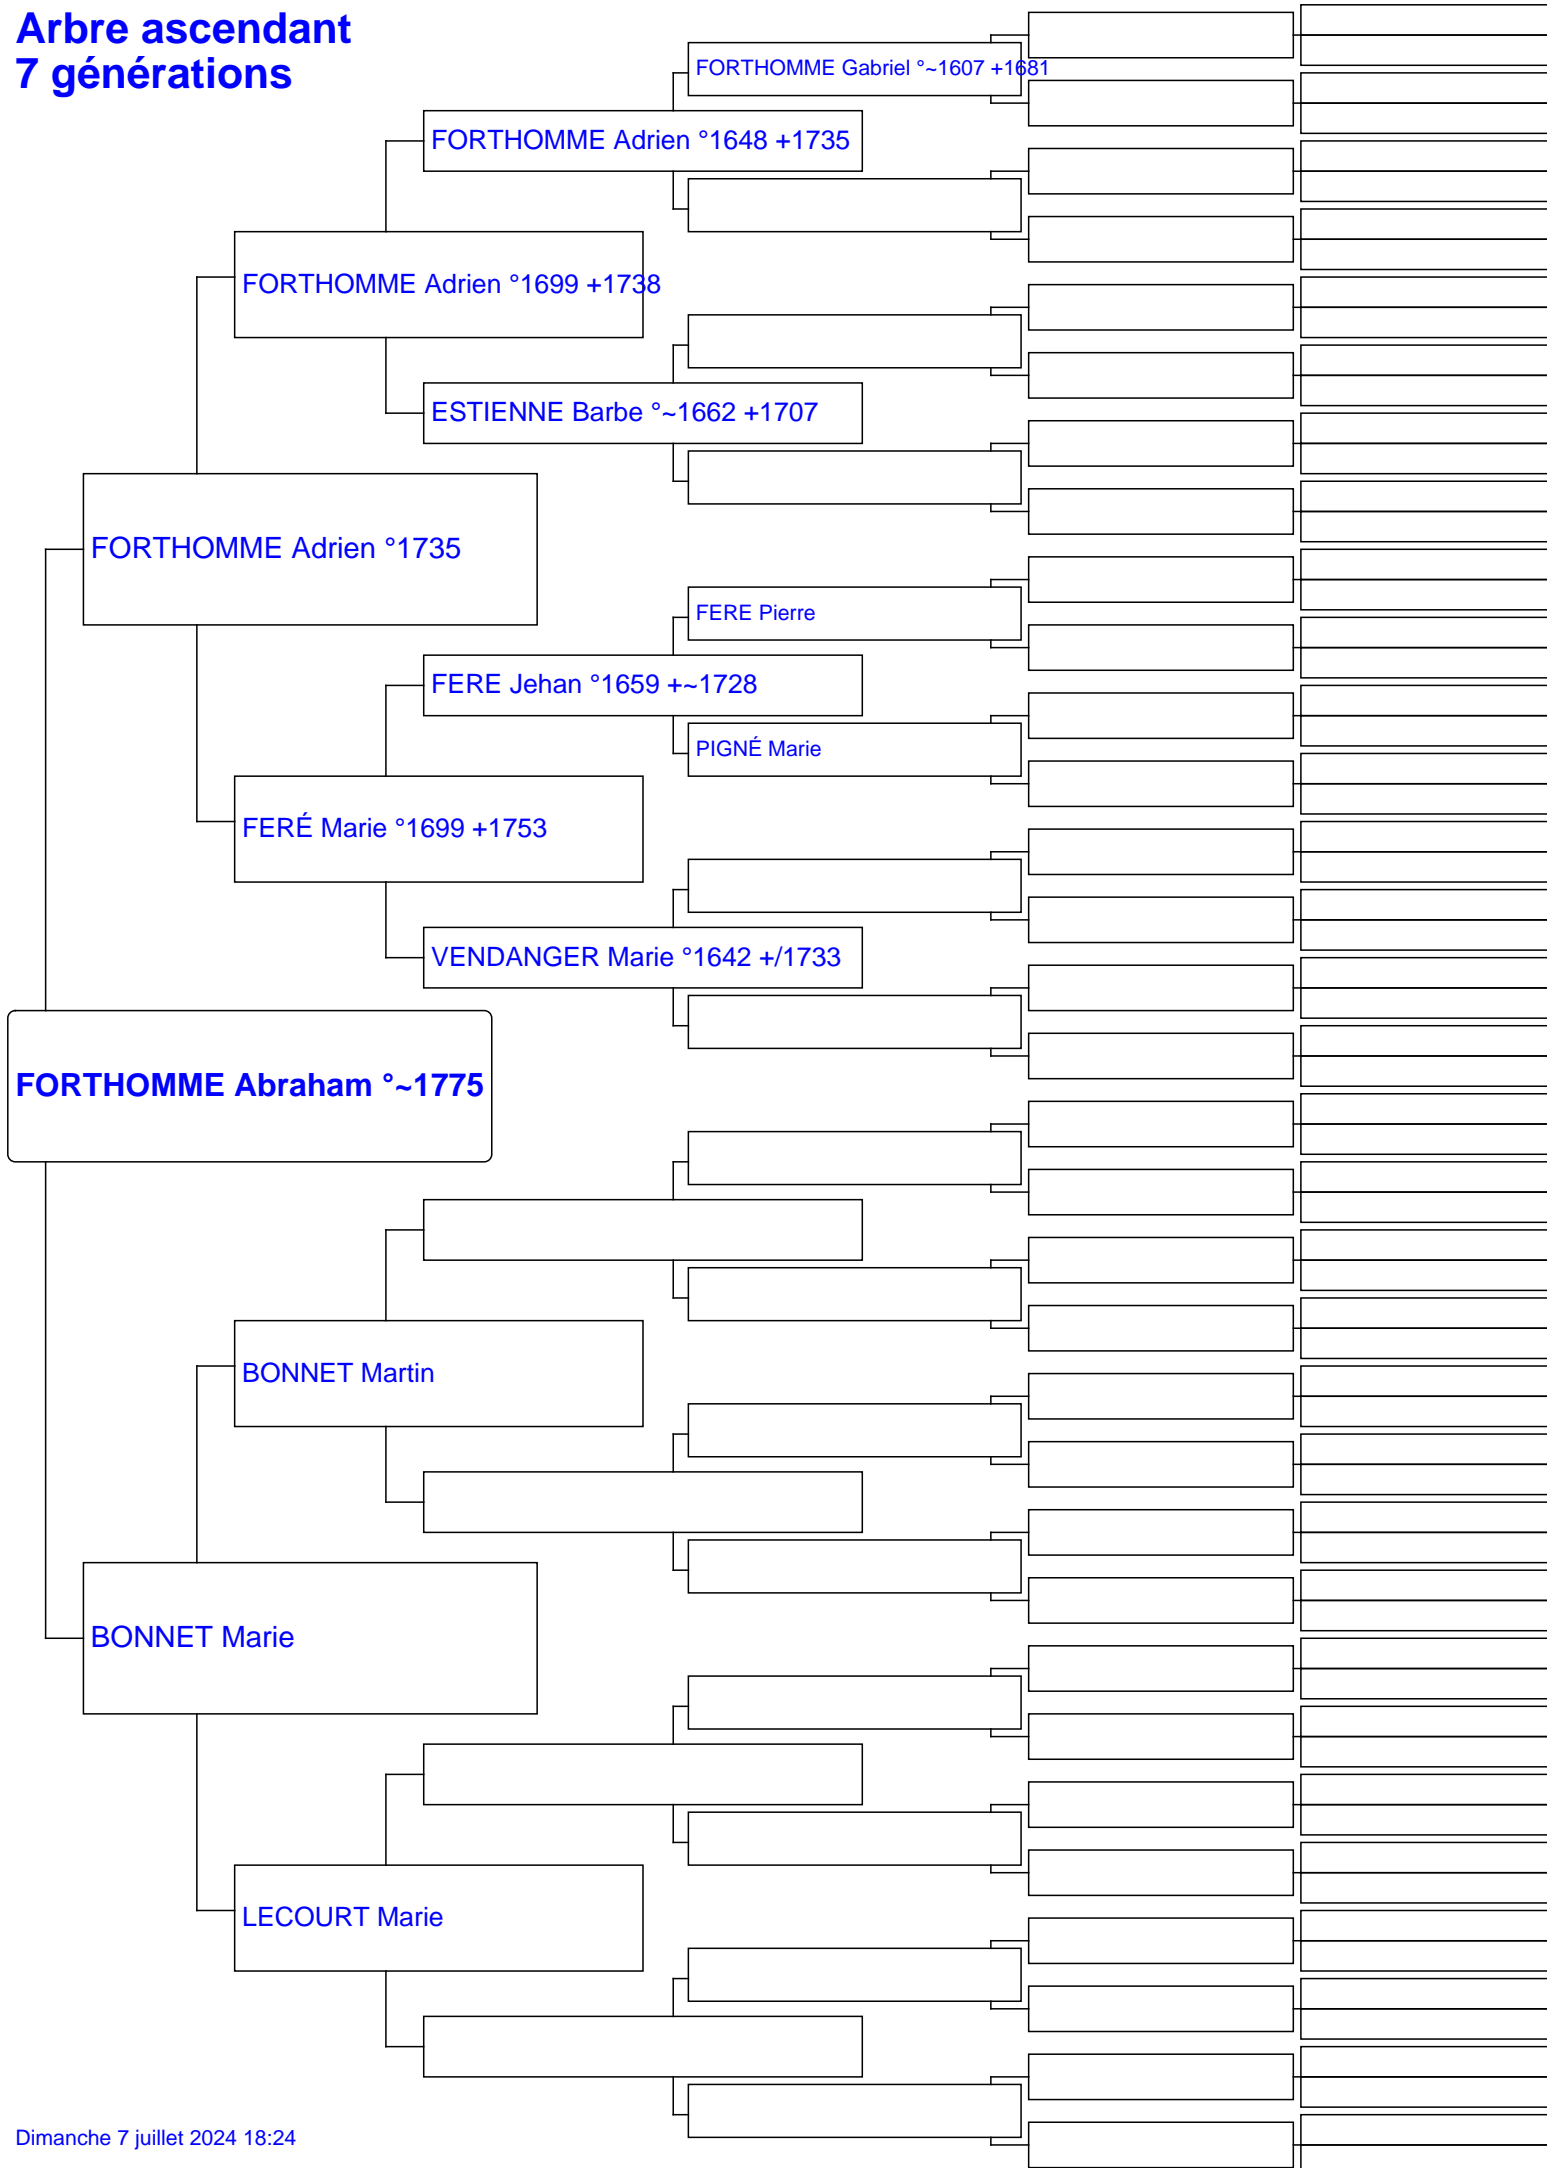 Arbre ascendant
7 générations
FORTHOMME Gabriel °~1607 +1681
FORTHOMME Adrien °1648 +1735
FORTHOMME Adrien °1699 +1738
ESTIENNE Barbe °~1662 +1707
FORTHOMME Adrien °1735
FERE Pierre
FERE Jehan °1659 +~1728
PIGNÉ Marie
FERÉ Marie °1699 +1753
VENDANGER Marie °1642 +/1733
FORTHOMME Abraham °~1775
BONNET Martin
BONNET Marie
LECOURT Marie
Dimanche 7 juillet 2024 18:24